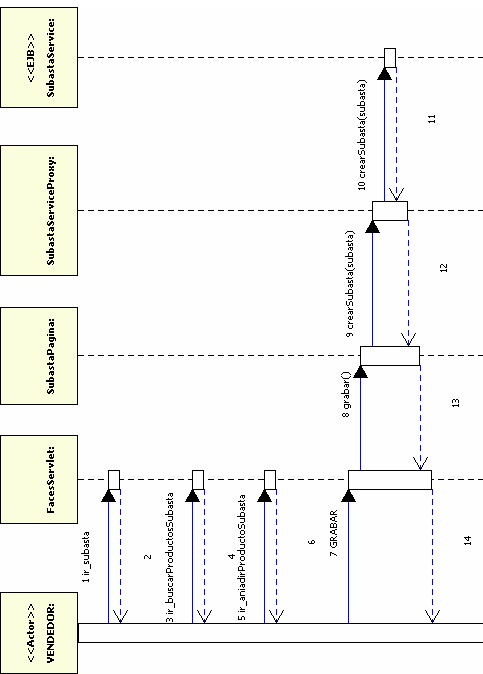 <<Actor>>
VENDEDOR:
FacesServlet:
SubastaPagina:
SubastaServiceProxy:
<<EJB>>
SubastaService:
1 ir_subasta
2
3 ir_buscarProductosSubasta
4
5 ir_aniadirProductoSubasta
6
7 GRABAR
8 grabar()
9 crearSubasta(subasta)
10 crearSubasta(subasta)
11
12
13
14